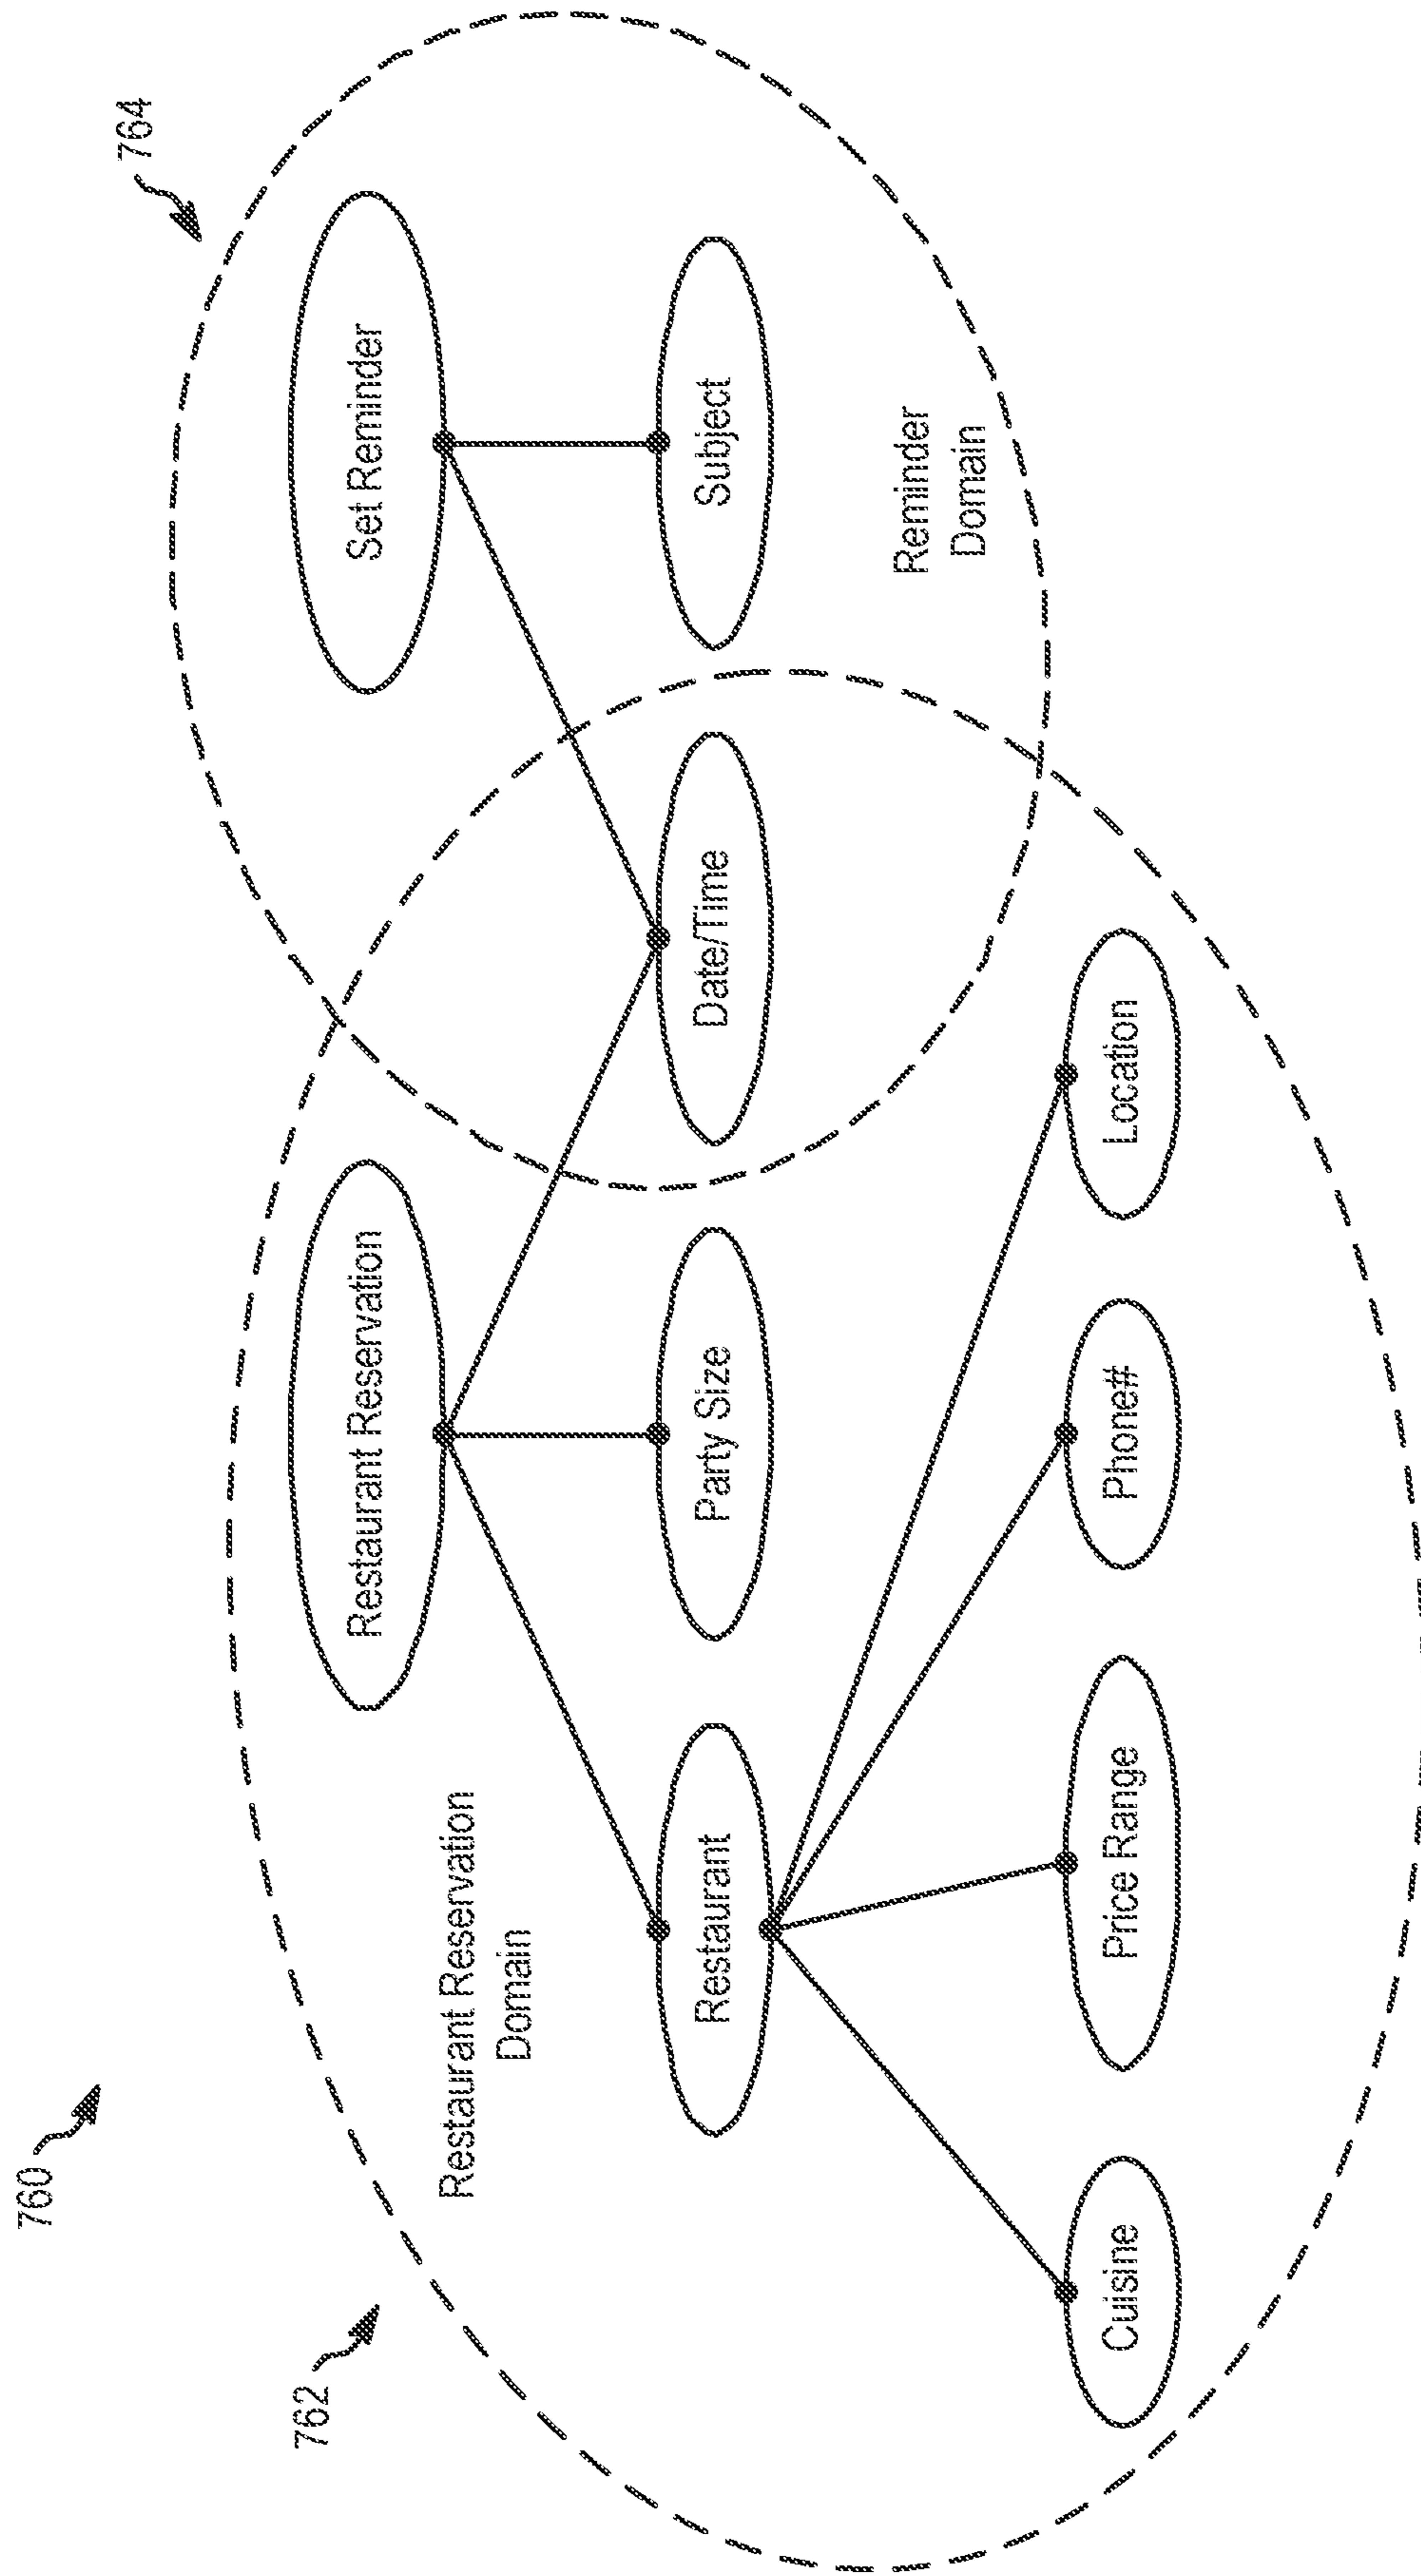 760
762
764
Restaurant Reservation
Set Reminder
Restaurant Reservation
Domain
Restaurant
Party Size
Date/Time
Subject
Reminder
Domain
Cuisine
Price Range
Phone#
Location